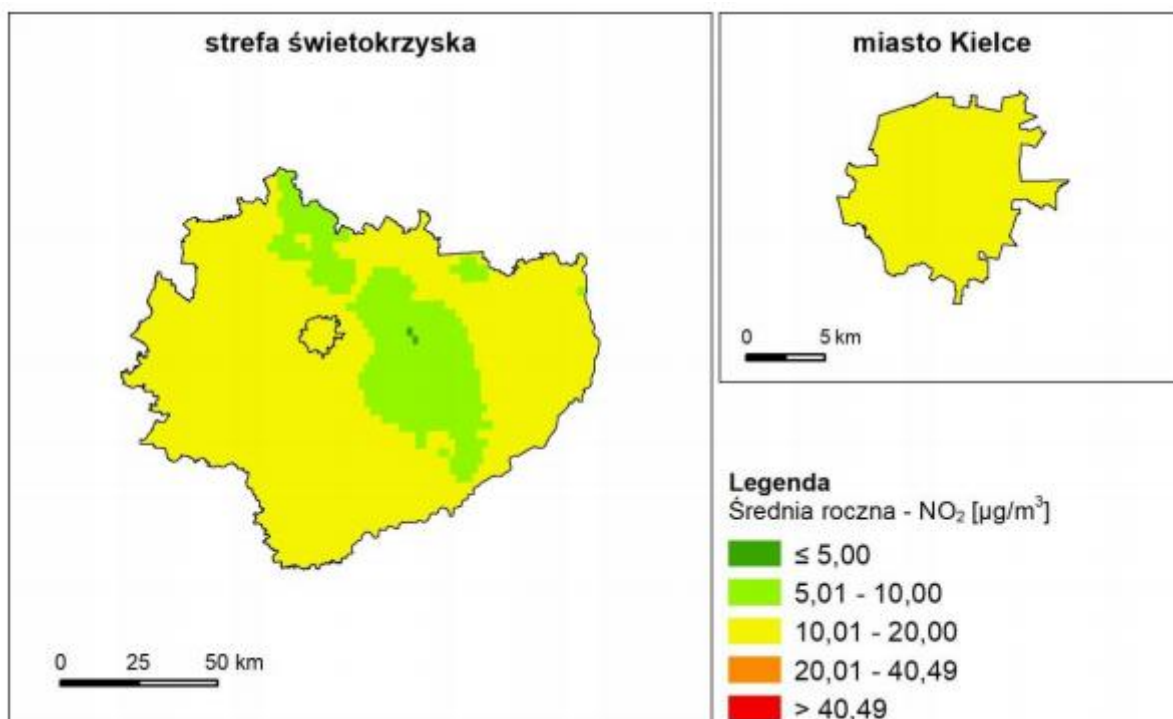 strefa świetokrzyska
miasto Kielce
0 5 km
Legenda
Średnia roczna - NO₂ [µg/m³]
≤ 5,00
5,01 - 10,00
10,01 - 20,00
20,01 - 40,49
> 40,49
0 25 50 km